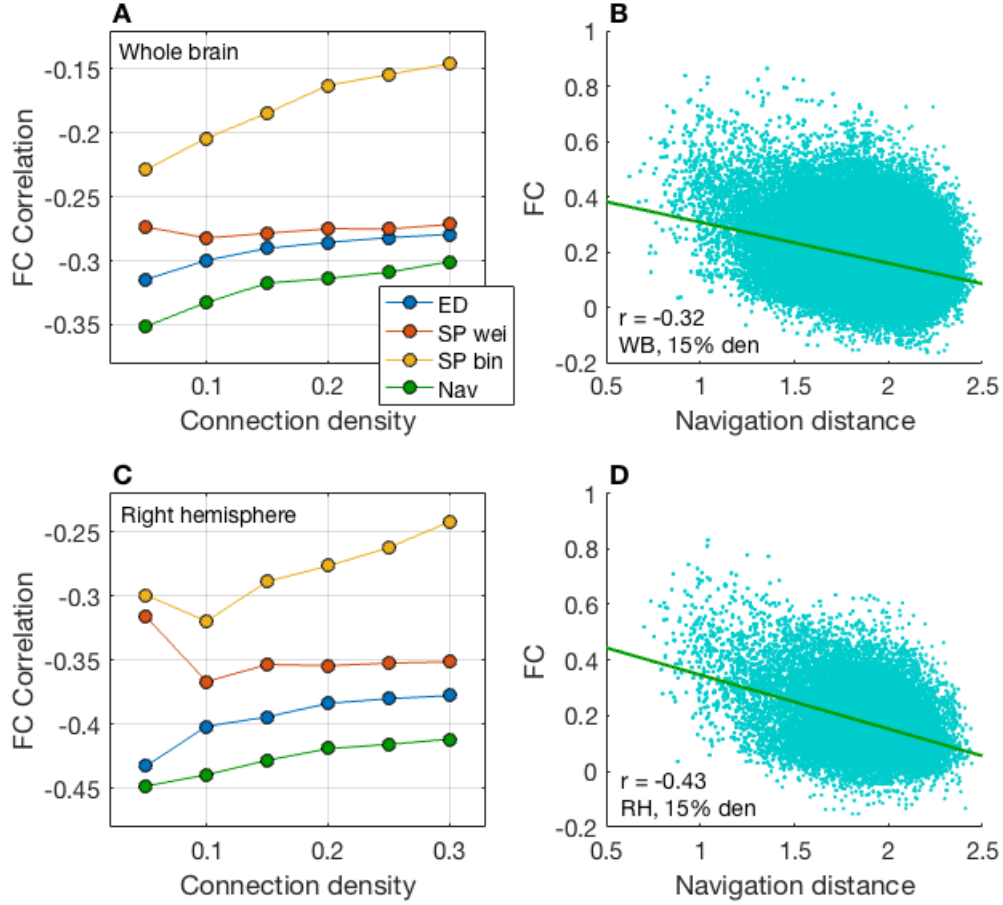 A
Whole brain
-0.15
-0.2
-0.25
-0.3
-0.35
FC Correlation
0.1
0.2
Connection density
ED
SP wei
SP bin
Nav
B
1
0.8
0.6
0.4
0.2
0
-0.2
FC
r = -0.32
WB, 15% den
0.5
1
1.5
2
2.5
Navigation distance
C
Right hemisphere
-0.25
-0.3
-0.35
-0.4
-0.45
FC Correlation
0.1
0.2
0.3
Connection density
D
1
0.8
0.6
0.4
0.2
0
-0.2
FC
r = -0.43
RH, 15% den
0.5
1
1.5
2
2.5
Navigation distance